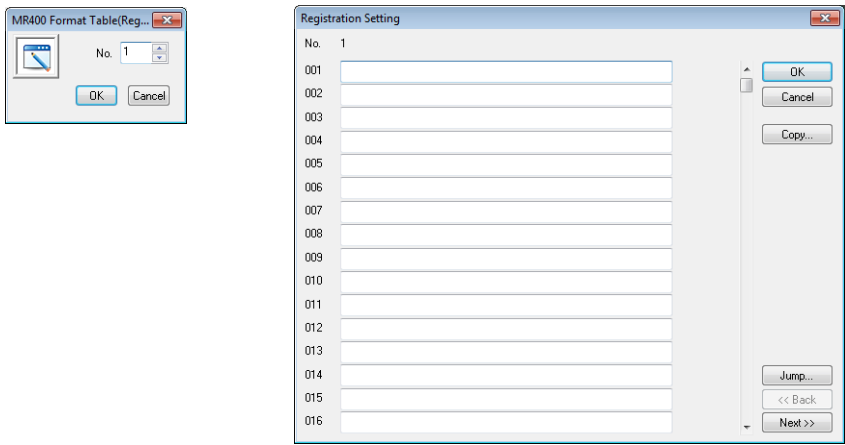 MR400 Format Table(Reg...
No. 1
OK Cancel
Registration Setting
No. 1
001
002
003
004
005
006
007
008
009
010
011
012
013
014
015
016
OK
Cancel
Copy...
Jump...
<< Back
Next >>